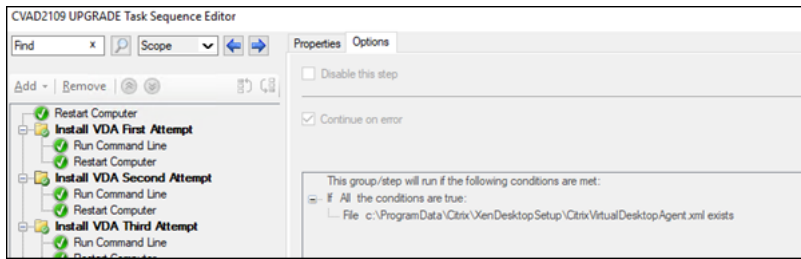 CVAD2109 UPGRADE Task Sequence Editor
Find x Scope
Properties Options
Disable this step
Add Remove
Continue on error
Restart Computer
Install VDA First Attempt
Run Command Line
Restart Computer
Install VDA Second Attempt
Run Command Line
Restart Computer
Install VDA Third Attempt
Run Command Line
Restart Computer
This group/step will run if the following conditions are met:
If All the conditions are true:
File c:\ProgramData\Citrix\XenDesktopSetup\CitrixVirtualDesktopAgent.xml exists